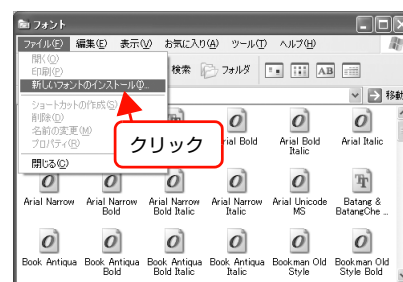 フォント
ファイル(F) 編集(E) 表示(V) お気に入り(A) ツール(T) ヘルプ(H)
開く(O)
印刷(P)
検索 フォルダ
新しいフォントのインストール(I)...
移動
ショートカットの作成(S)
削除(D)
名前の変更(M)
プロパティ(R)
閉じる(C)
クリック
rial Bold Arial Bold Italic Arial Italic
Arial Narrow Arial Narrow Bold Arial Narrow Bold Italic Arial Narrow Italic Arial Unicode MS Batang & BatangChe ...
Book Antiqua Book Antiqua Bold Book Antiqua Bold Italic Book Antiqua Italic Bookman Old Style Bookman Old Style Bold